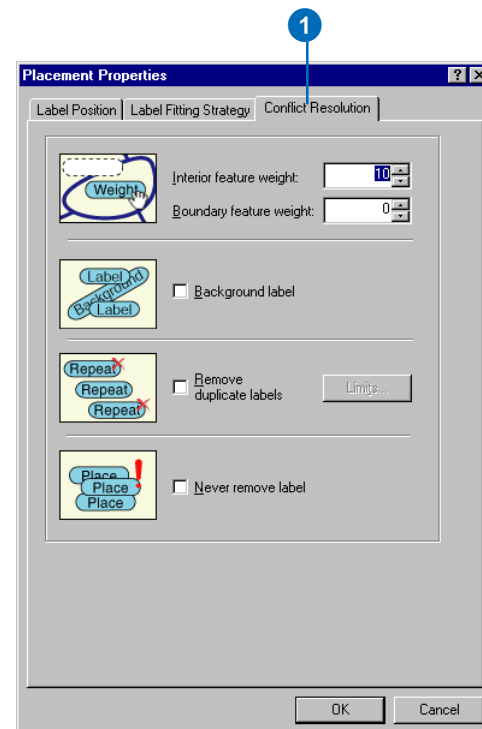 1
Placement Properties
Label Position
Label Fitting Strategy
Conflict Resolution
Weight
Interior feature weight:
10
Boundary feature weight:
0
Label
Background
Label
Background label
Repeat
Repeat
Repeat
Remove
duplicate labels
Limits...
Place
Place
Place
!
Never remove label
OK
Cancel